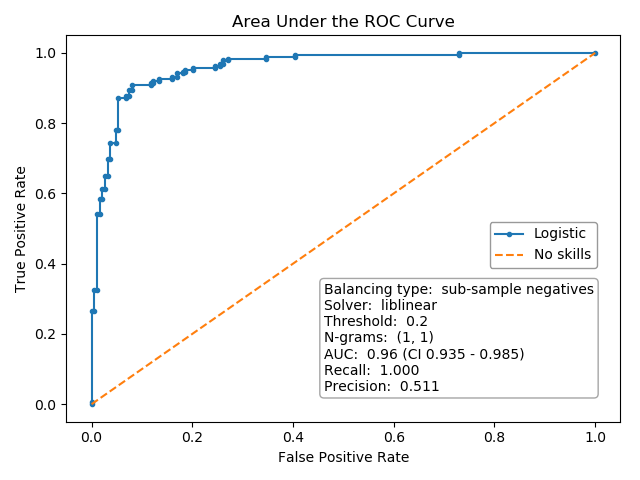 Area Under the ROC Curve
1.0
0.8
0.6
0.4
0.2
0.0
True Positive Rate
Logistic
No skills
Balancing type:  sub-sample negatives
Solver:  liblinear
Threshold:  0.2
N-grams:  (1, 1)
AUC:  0.96 (CI 0.935 - 0.985)
Recall:  1.000
Precision:  0.511
0.0 0.2 0.4 0.6 0.8 1.0
False Positive Rate